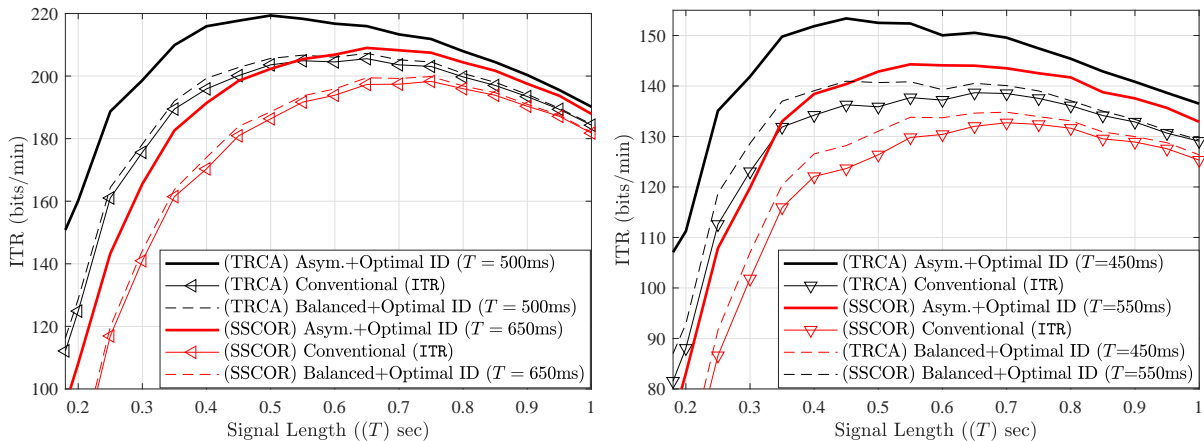 220
200
180
160
140
120
100
ITR (bits/min)
(TRCA) Asym.+Optimal ID (T = 500ms)
(TRCA) Conventional (ITR)
(TRCA) Balanced+Optimal ID (T = 500ms)
(SSCOR) Asym.+Optimal ID (T = 650ms)
(SSCOR) Conventional (ITR)
(SSCOR) Balanced+Optimal ID (T = 650ms)
0.2 0.3 0.4 0.5 0.6 0.7 0.8 0.9 1
Signal Length ((T) sec
150
140
130
120
110
100
90
80
ITR (bits/min)
(TRCA) Asym.+Optimal ID (T=450ms)
(TRCA) Conventional (ITR)
(SSCOR) Asym.+Optimal ID (T=550ms)
(SSCOR) Conventional (ITR)
(TRCA) Balanced+Optimal ID (T=450ms)
(SSCOR) Balanced+Optimal ID (T=550ms)
0.2 0.3 0.4 0.5 0.6 0.7 0.8 0.9 1
Signal Length ((T) sec